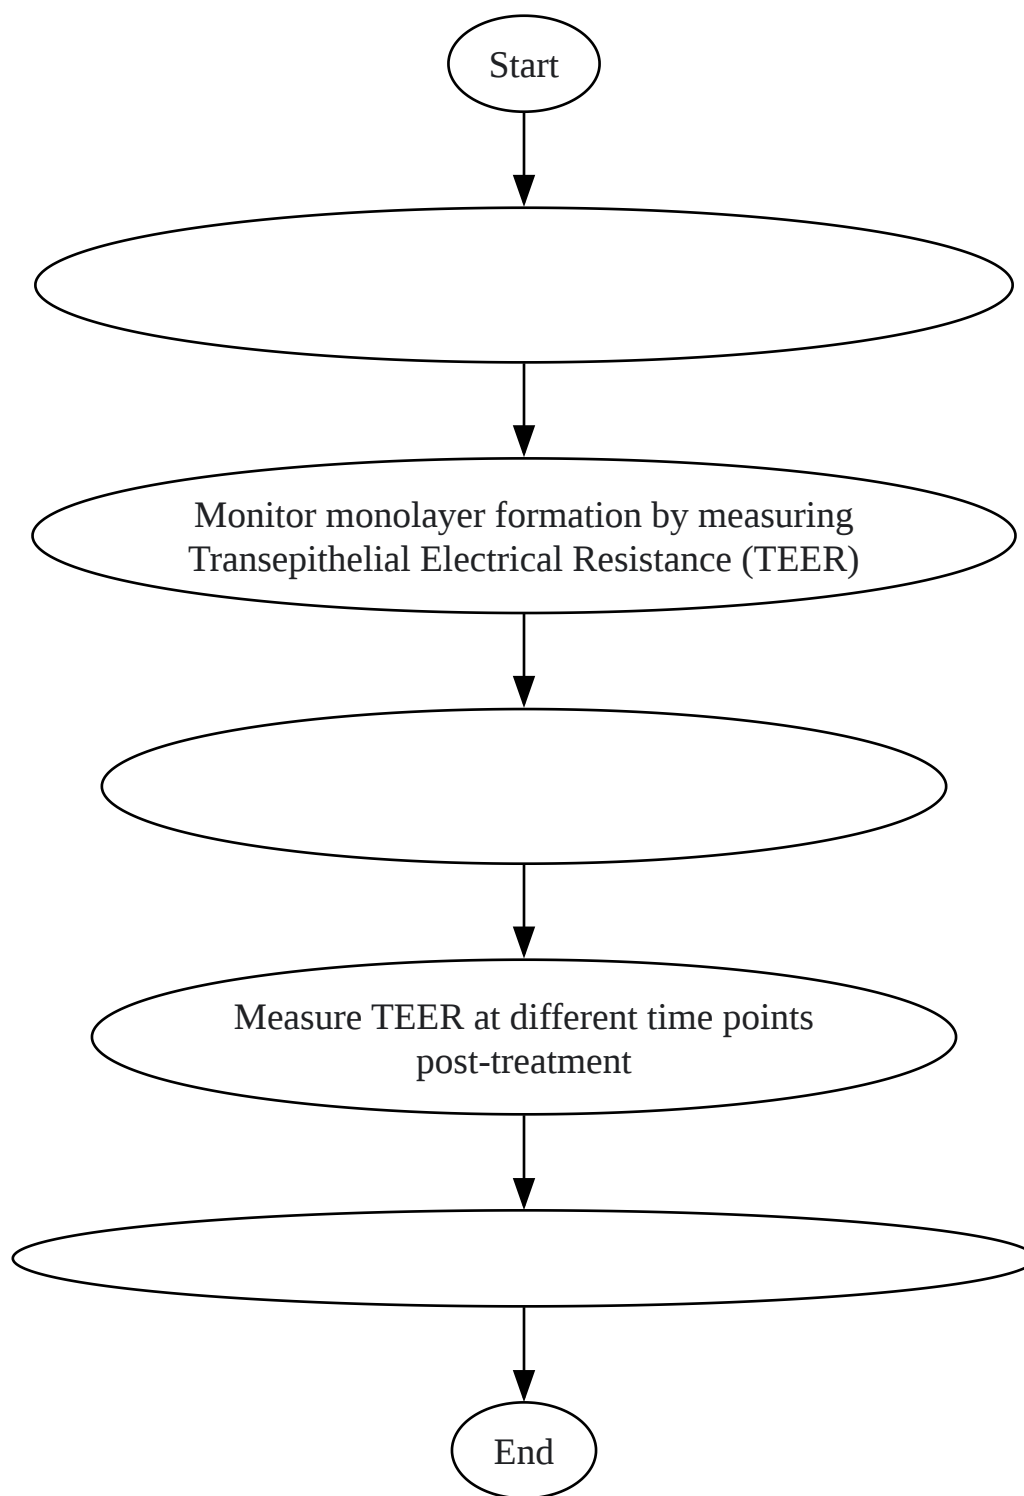 Start
Monitor monolayer formation by measuring
Transepithelial Electrical Resistance (TEER)
Measure TEER at different time points
post-treatment
End